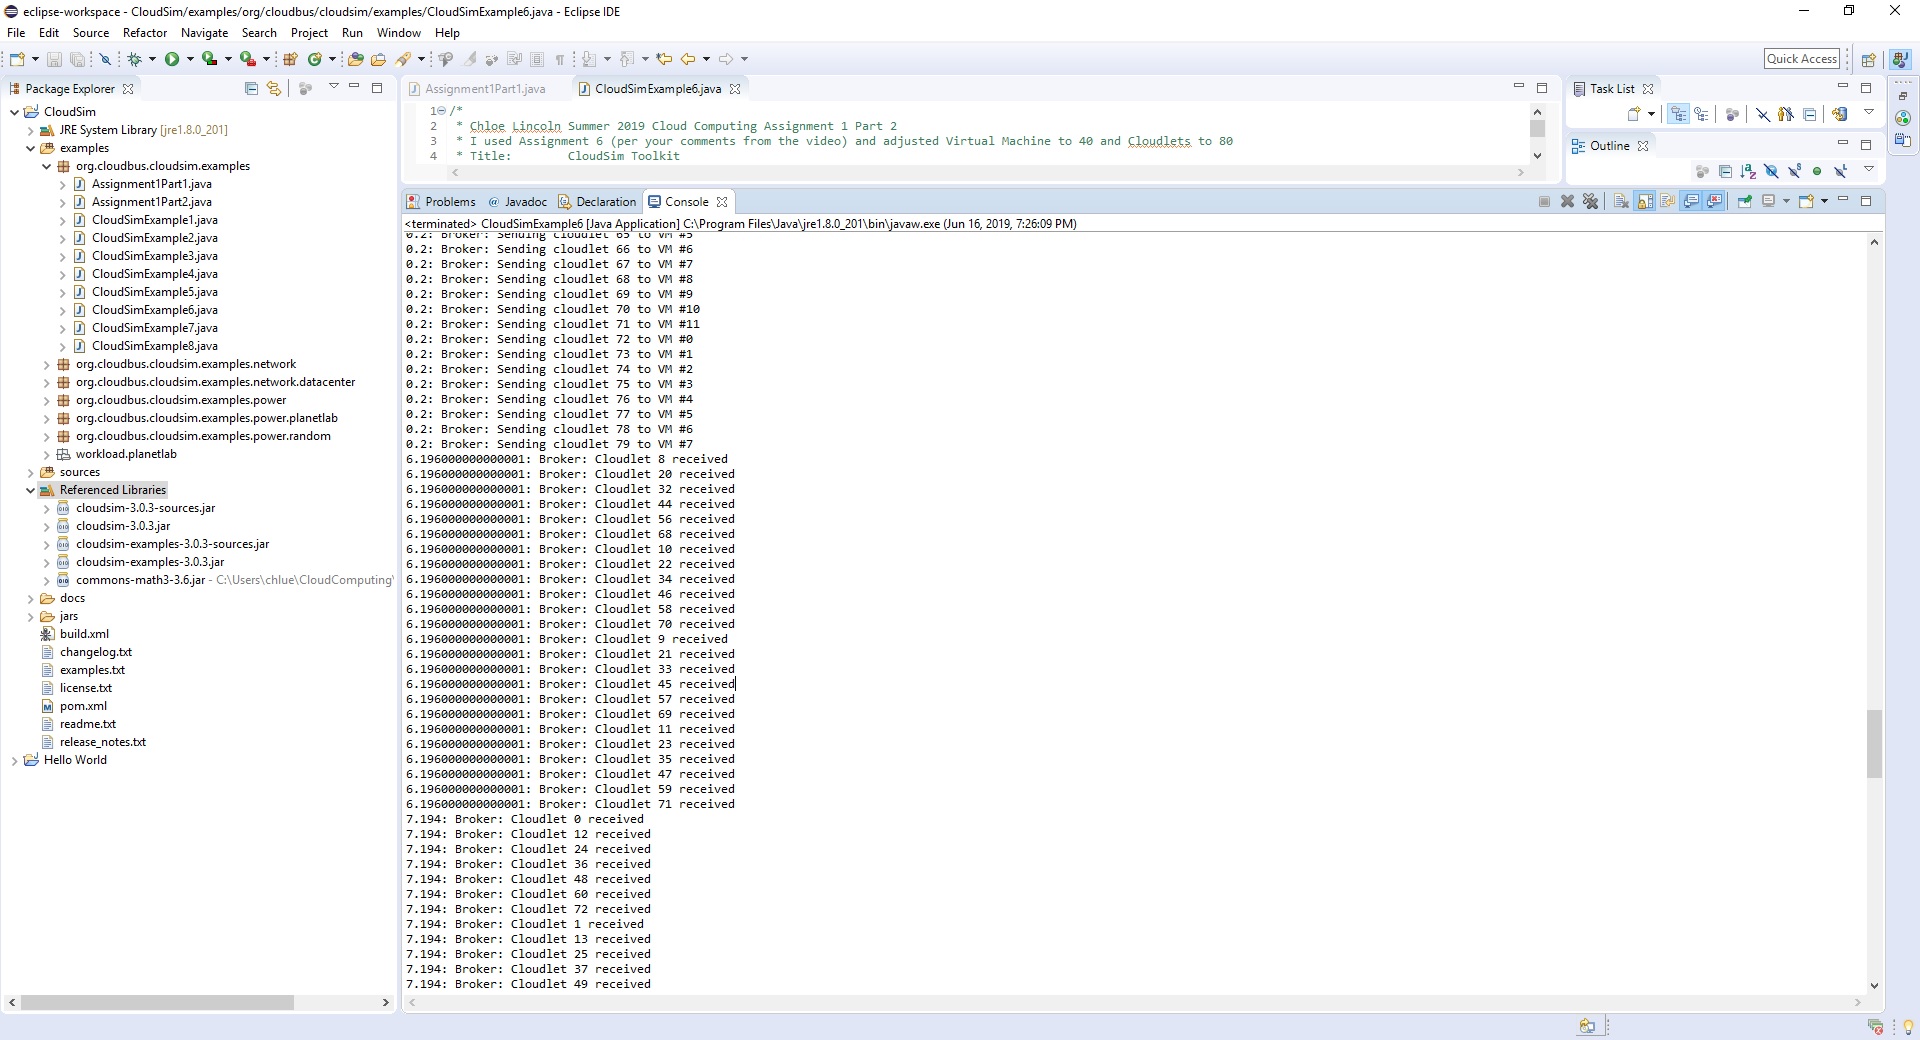 eclipse-workspace - CloudSim/examples/org/cloudbus/cloudsim/examples/CloudSimExample6.java - Eclipse IDE
File Edit Source Refactor Navigate Search Project Run Window Help
Quick Access
Package Explorer
CloudSim
JRE System Library [jre1.8.0_201]
examples
org.cloudbus.cloudsim.examples
Assignment1Part1.java
Assignment1Part2.java
CloudSimExample1.java
CloudSimExample2.java
CloudSimExample3.java
CloudSimExample4.java
CloudSimExample5.java
CloudSimExample6.java
CloudSimExample7.java
CloudSimExample8.java
org.cloudbus.cloudsim.examples.network
org.cloudbus.cloudsim.examples.network.datacenter
org.cloudbus.cloudsim.examples.power
org.cloudbus.cloudsim.examples.power.planetlab
org.cloudbus.cloudsim.examples.power.random
workload.planetlab
sources
Referenced Libraries
cloudsim-3.0.3-sources.jar
cloudsim-3.0.3.jar
cloudsim-examples-3.0.3-sources.jar
cloudsim-examples-3.0.3.jar
commons-math3-3.6.jar - C:\Users\chlue\CloudComputing\
docs
jars
build.xml
changelog.txt
examples.txt
license.txt
pom.xml
readme.txt
release_notes.txt
Hello World
Assignment1Part1.java CloudSimExample6.java
1 /*
2 * Chloe Lincoln Summer 2019 Cloud Computing Assignment 1 Part 2
3 * I used Assignment 6 (per your comments from the video) and adjusted Virtual Machine to 40 and Cloudlets to 80
4 * Title: CloudSim Toolkit
Task List
Outline
Problems @ Javadoc Declaration Console
<terminated> CloudSimExample6 [Java Application] C:\Program Files\Java\jre1.8.0_201\bin\javaw.exe (Jun 16, 2019, 7:26:09 PM)
0.2: Broker: Sending cloudlet 65 to VM #5
0.2: Broker: Sending cloudlet 66 to VM #6
0.2: Broker: Sending cloudlet 67 to VM #7
0.2: Broker: Sending cloudlet 68 to VM #8
0.2: Broker: Sending cloudlet 69 to VM #9
0.2: Broker: Sending cloudlet 70 to VM #10
0.2: Broker: Sending cloudlet 71 to VM #11
0.2: Broker: Sending cloudlet 72 to VM #0
0.2: Broker: Sending cloudlet 73 to VM #1
0.2: Broker: Sending cloudlet 74 to VM #2
0.2: Broker: Sending cloudlet 75 to VM #3
0.2: Broker: Sending cloudlet 76 to VM #4
0.2: Broker: Sending cloudlet 77 to VM #5
0.2: Broker: Sending cloudlet 78 to VM #6
0.2: Broker: Sending cloudlet 79 to VM #7
6.196000000000001: Broker: Cloudlet 8 received
6.196000000000001: Broker: Cloudlet 20 received
6.196000000000001: Broker: Cloudlet 32 received
6.196000000000001: Broker: Cloudlet 44 received
6.196000000000001: Broker: Cloudlet 56 received
6.196000000000001: Broker: Cloudlet 68 received
6.196000000000001: Broker: Cloudlet 10 received
6.196000000000001: Broker: Cloudlet 22 received
6.196000000000001: Broker: Cloudlet 34 received
6.196000000000001: Broker: Cloudlet 46 received
6.196000000000001: Broker: Cloudlet 58 received
6.196000000000001: Broker: Cloudlet 70 received
6.196000000000001: Broker: Cloudlet 9 received
6.196000000000001: Broker: Cloudlet 21 received
6.196000000000001: Broker: Cloudlet 33 received
6.196000000000001: Broker: Cloudlet 45 received
6.196000000000001: Broker: Cloudlet 57 received
6.196000000000001: Broker: Cloudlet 69 received
6.196000000000001: Broker: Cloudlet 11 received
6.196000000000001: Broker: Cloudlet 23 received
6.196000000000001: Broker: Cloudlet 35 received
6.196000000000001: Broker: Cloudlet 47 received
6.196000000000001: Broker: Cloudlet 59 received
6.196000000000001: Broker: Cloudlet 71 received
7.194: Broker: Cloudlet 0 received
7.194: Broker: Cloudlet 12 received
7.194: Broker: Cloudlet 24 received
7.194: Broker: Cloudlet 36 received
7.194: Broker: Cloudlet 48 received
7.194: Broker: Cloudlet 60 received
7.194: Broker: Cloudlet 72 received
7.194: Broker: Cloudlet 1 received
7.194: Broker: Cloudlet 13 received
7.194: Broker: Cloudlet 25 received
7.194: Broker: Cloudlet 37 received
7.194: Broker: Cloudlet 49 received